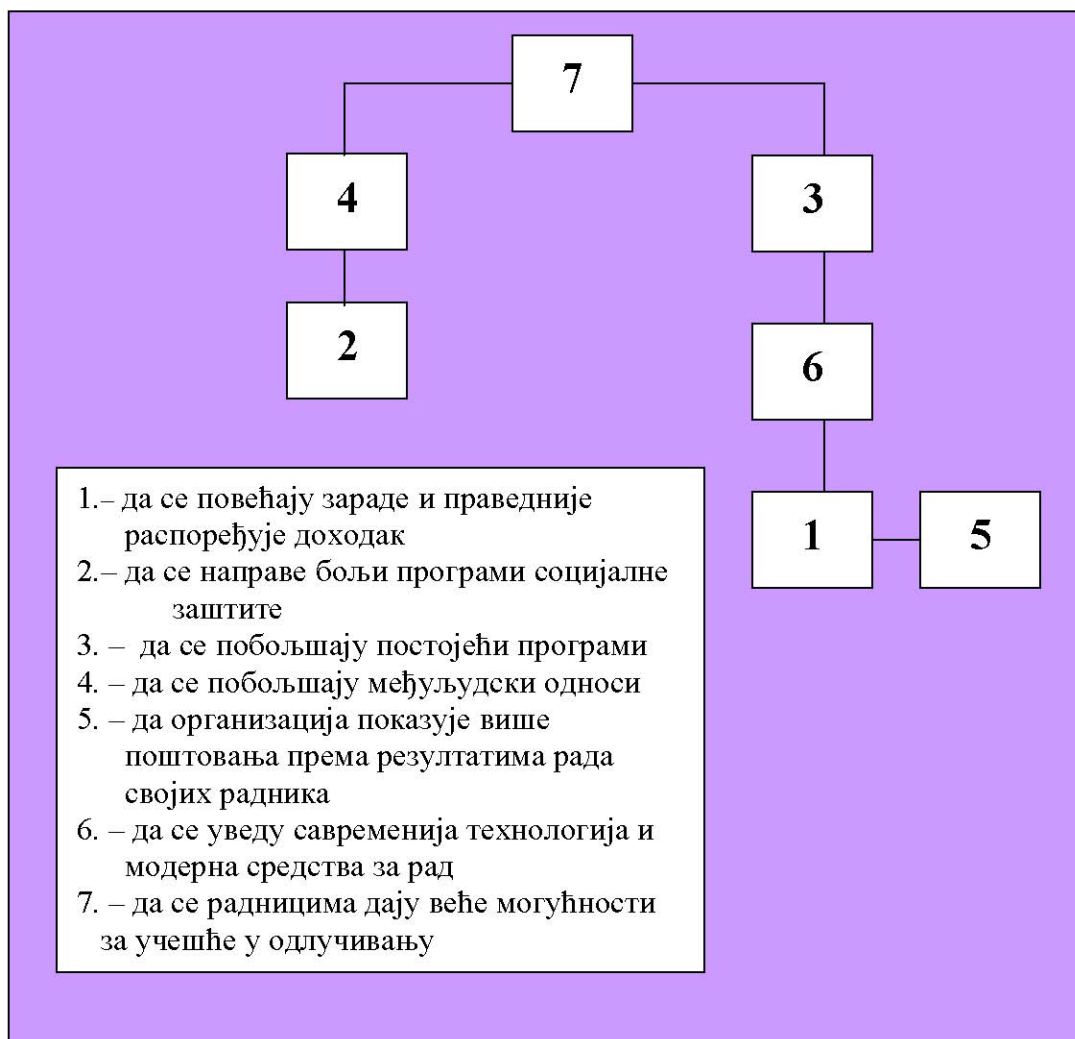 7
4
3
2
6
1
5
1.– да се повећају зараде и праведније
распоређује доходак
2.– да се направе бољи програми социјалне
заштите
3. – да се побољшају постојећи програми
4. – да се побољшају међуљудски односи
5. – да организација показује више
поштовања према резултатима рада
својих радника
6. – да се уведу савременија технологија и
модерна средства за рад
7. – да се радницима дају веће могућности
за учешће у одлучивању